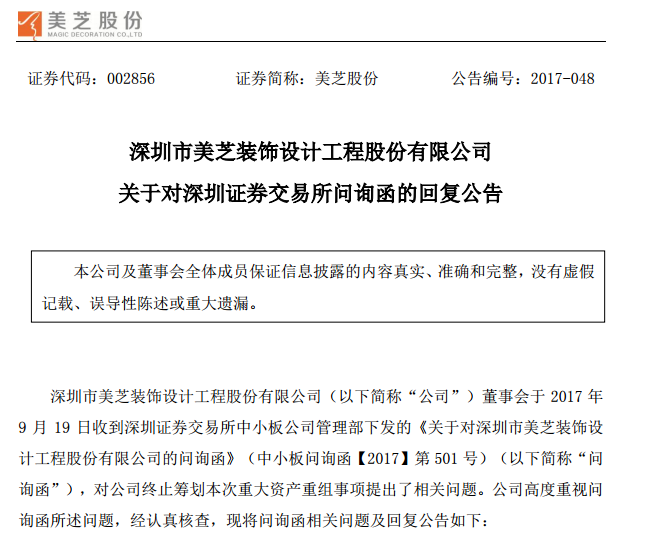 美芝股份
MAGIC DECORATION CO.,LTD
证券代码：002856 证券简称：美芝股份 公告编号：2017-048
深圳市美芝装饰设计工程股份有限公司
关于对深圳证券交易所问询函的回复公告
本公司及董事会全体成员保证信息披露的内容真实、准确和完整，没有虚假
记载、误导性陈述或重大遗漏。
深圳市美芝装饰设计工程股份有限公司（以下简称“公司”）董事会于 2017 年
9 月 19 日收到深圳证券交易所中小板公司管理部下发的《关于对深圳市美芝装饰设
计工程股份有限公司的问询函》（中小板问询函【2017】第 501 号）（以下简称“问
询函”），对公司终止筹划本次重大资产重组事项提出了相关问题。公司高度重视问
询函所述问题，经认真核查，现将问询函相关问题及回复公告如下：